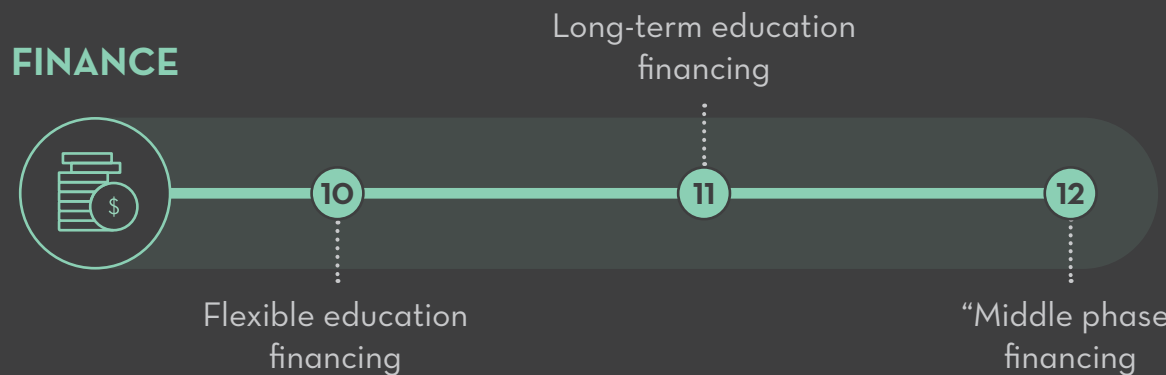 FINANCE
Long-term education
financing
$
10
11
12
Flexible education
financing
“Middle phase
financing